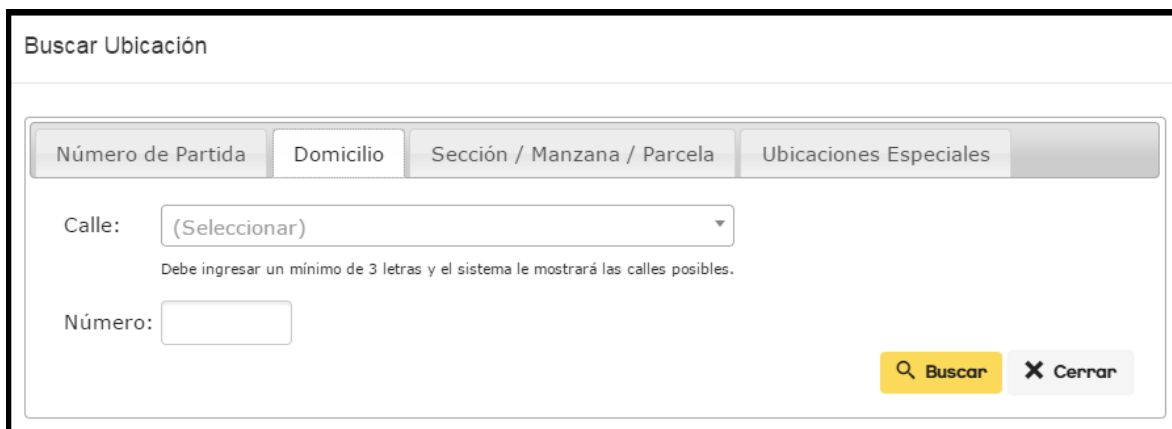 Buscar Ubicación
Número de Partida Domicilio Sección / Manzana / Parcela Ubicaciones Especiales
Calle: (Seleccionar)
Debe ingresar un mínimo de 3 letras y el sistema le mostrará las calles posibles.
Número:
Buscar Cerrar